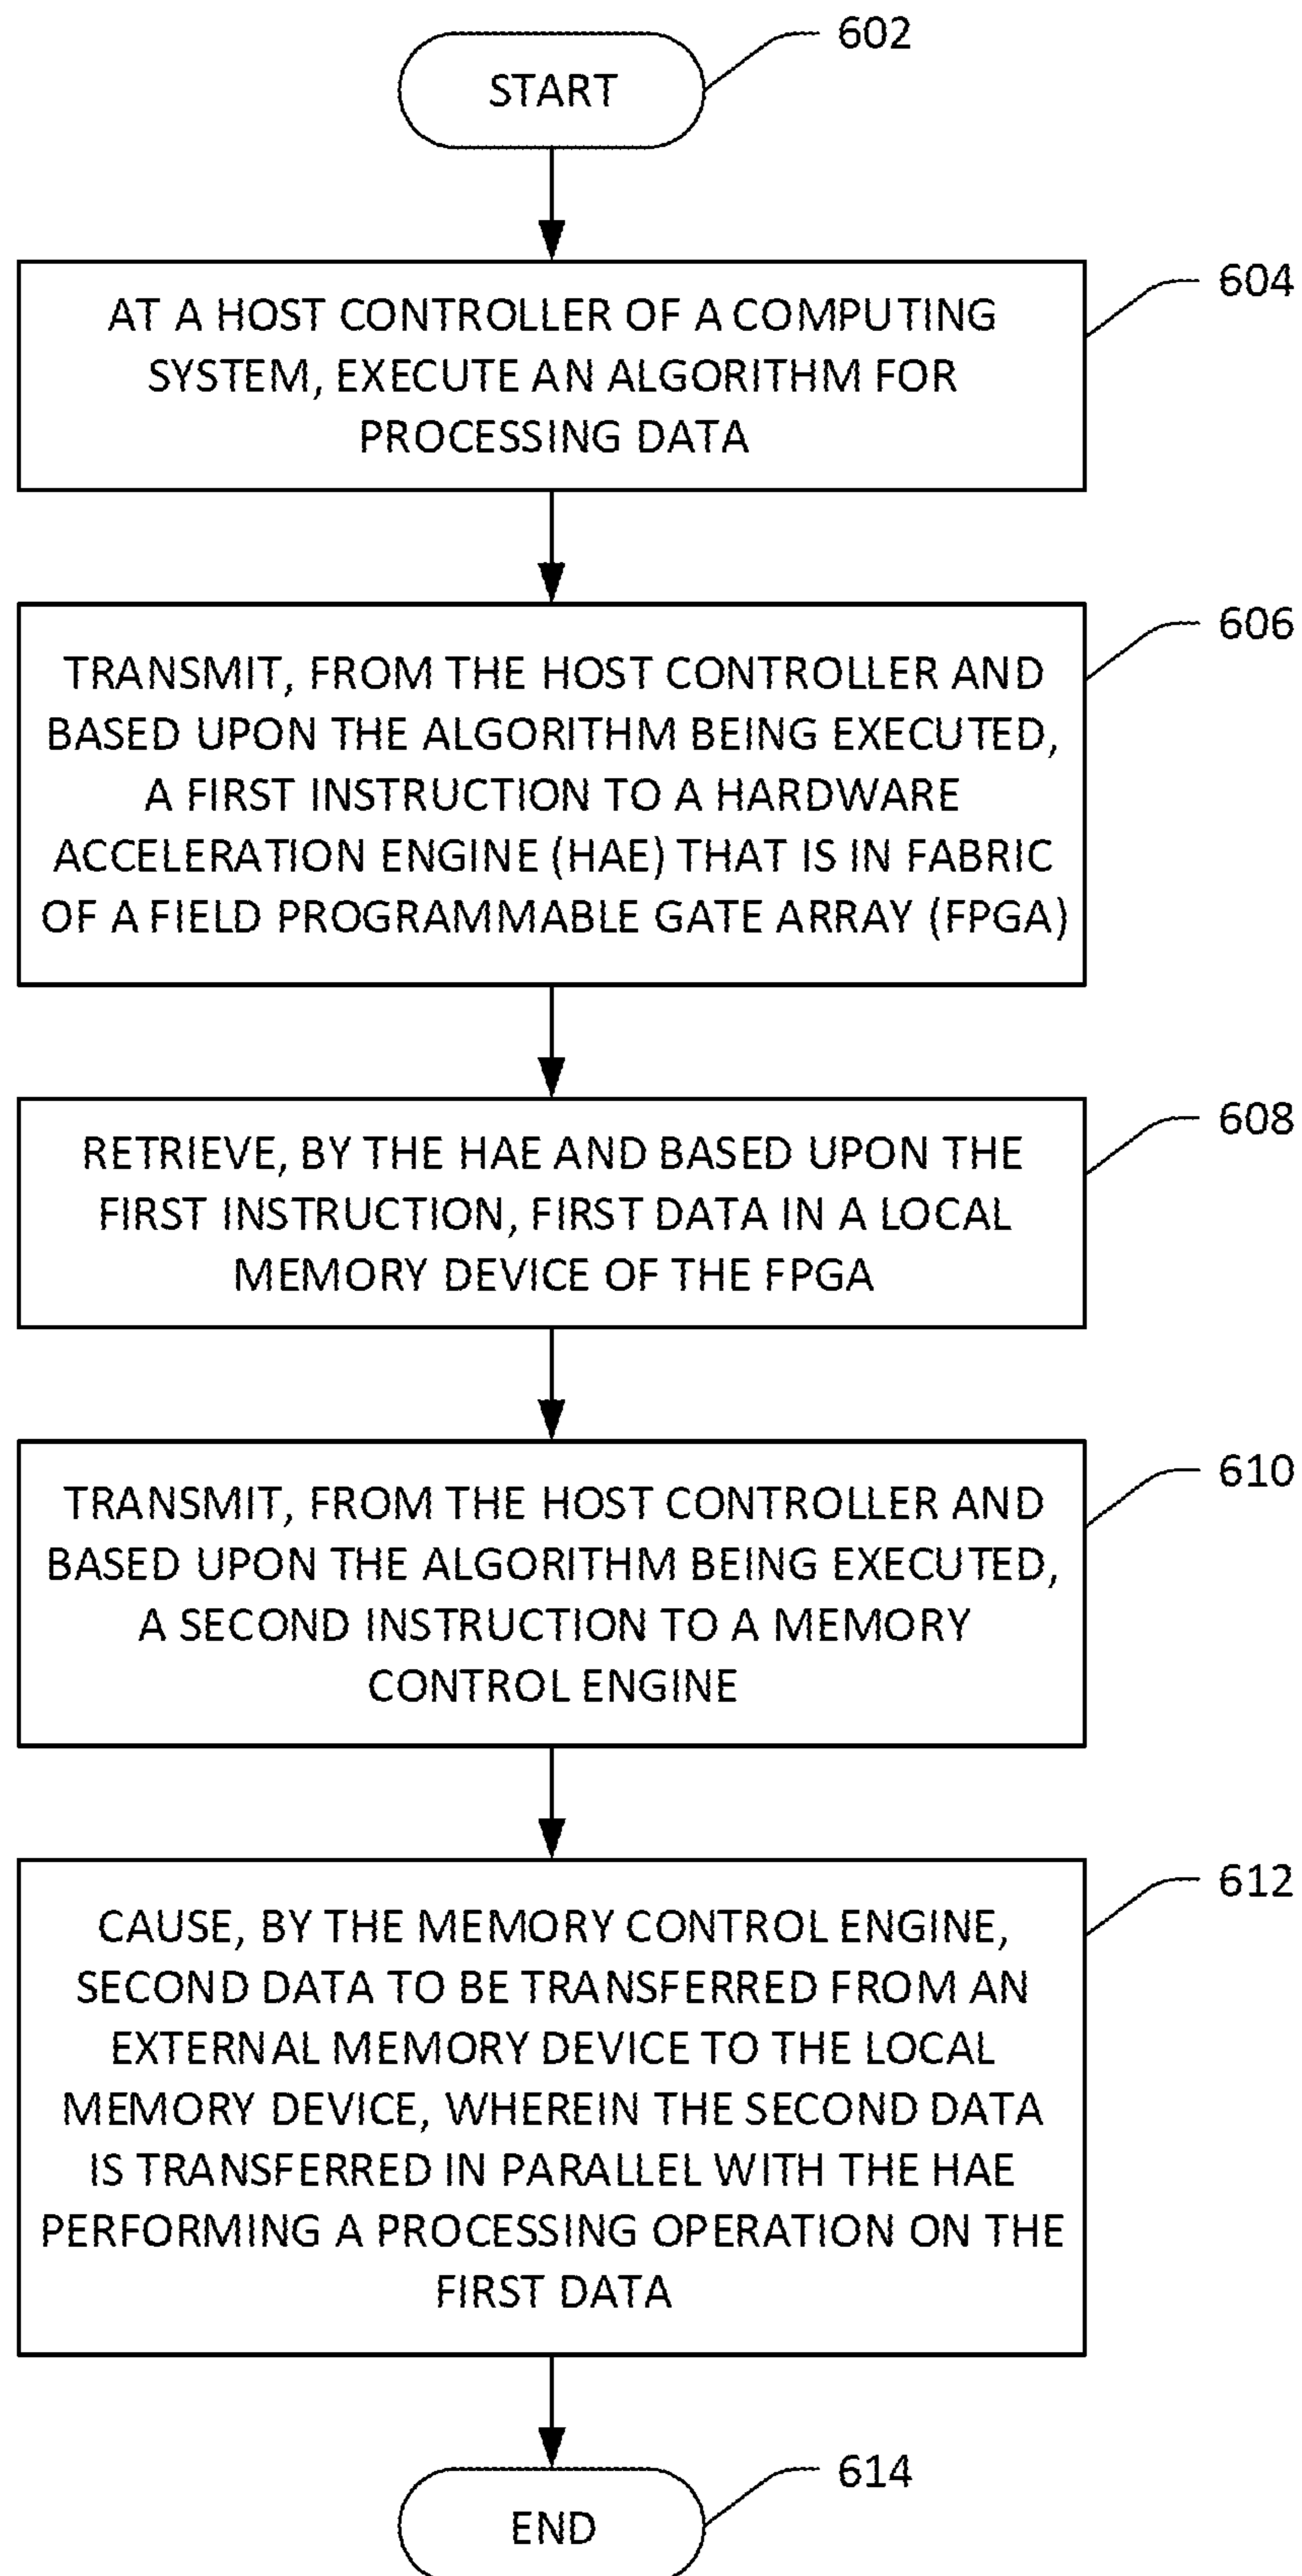 602
START
604
AT A HOST CONTROLLER OF A COMPUTING
SYSTEM, EXECUTE AN ALGORITHM FOR
PROCESSING DATA
606
TRANSMIT, FROM THE HOST CONTROLLER AND
BASED UPON THE ALGORITHM BEING EXECUTED,
A FIRST INSTRUCTION TO A HARDWARE
ACCELERATION ENGINE (HAE) THAT IS IN FABRIC
OF A FIELD PROGRAMMABLE GATE ARRAY (FPGA)
608
RETRIEVE, BY THE HAE AND BASED UPON THE
FIRST INSTRUCTION, FIRST DATA IN A LOCAL
MEMORY DEVICE OF THE FPGA
610
TRANSMIT, FROM THE HOST CONTROLLER AND
BASED UPON THE ALGORITHM BEING EXECUTED,
A SECOND INSTRUCTION TO A MEMORY
CONTROL ENGINE
612
CAUSE, BY THE MEMORY CONTROL ENGINE,
SECOND DATA TO BE TRANSFERRED FROM AN
EXTERNAL MEMORY DEVICE TO THE LOCAL
MEMORY DEVICE, WHEREIN THE SECOND DATA
IS TRANSFERRED IN PARALLEL WITH THE HAE
PERFORMING A PROCESSING OPERATION ON THE
FIRST DATA
614
END